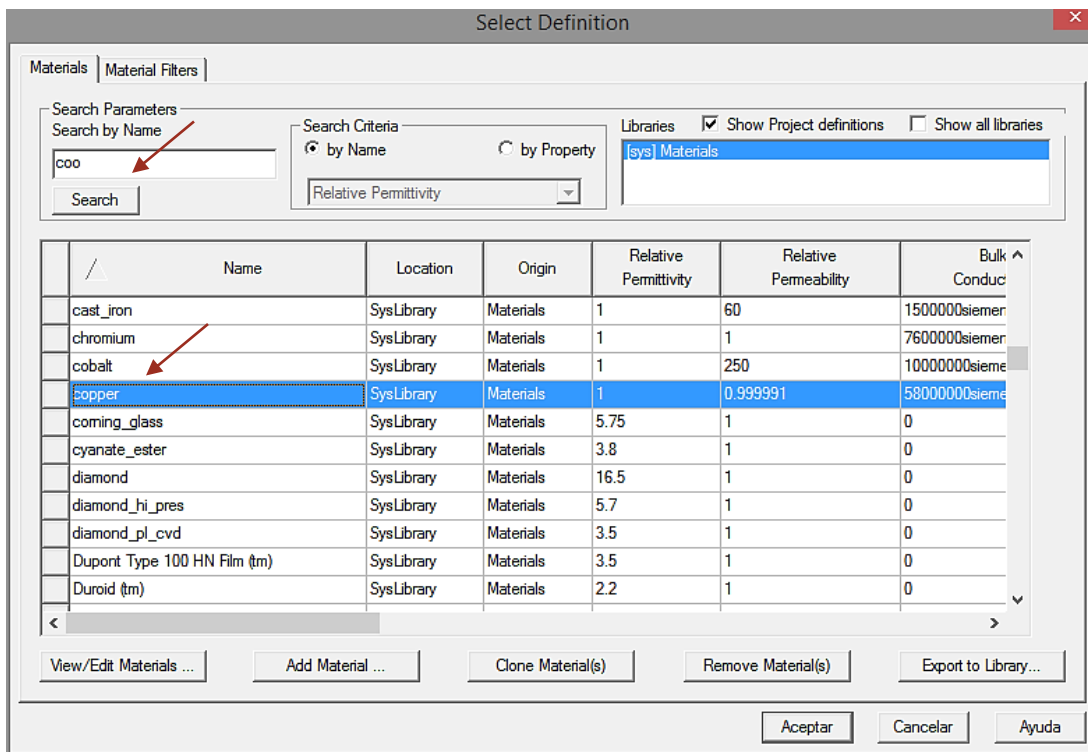 Select Definition
Materials Material Filters
Search Parameters
Search by Name
coo
Search
Search Criteria
by Name by Property
Relative Permittivity
Libraries Show Project definitions Show all libraries
[sys] Materials
Name Location Origin Relative Permittivity Relative Permeability Bulk Conduc
cast_iron SysLibrary Materials 1 60 1500000siemen
chromium SysLibrary Materials 1 1 7600000siemen
cobalt SysLibrary Materials 1 250 10000000sieme
copper SysLibrary Materials 1 0.999991 58000000sieme
corning_glass SysLibrary Materials 5.75 1 0
cyanate_ester SysLibrary Materials 3.8 1 0
diamond SysLibrary Materials 16.5 1 0
diamond_hi_pres SysLibrary Materials 5.7 1 0
diamond_pl_cvd SysLibrary Materials 3.5 1 0
Dupont Type 100 HN Film (tm) SysLibrary Materials 3.5 1 0
Duroid (tm) SysLibrary Materials 2.2 1 0
View/Edit Materials ... Add Material ... Clone Material(s) Remove Material(s) Export to Library...
Aceptar Cancelar Ayuda